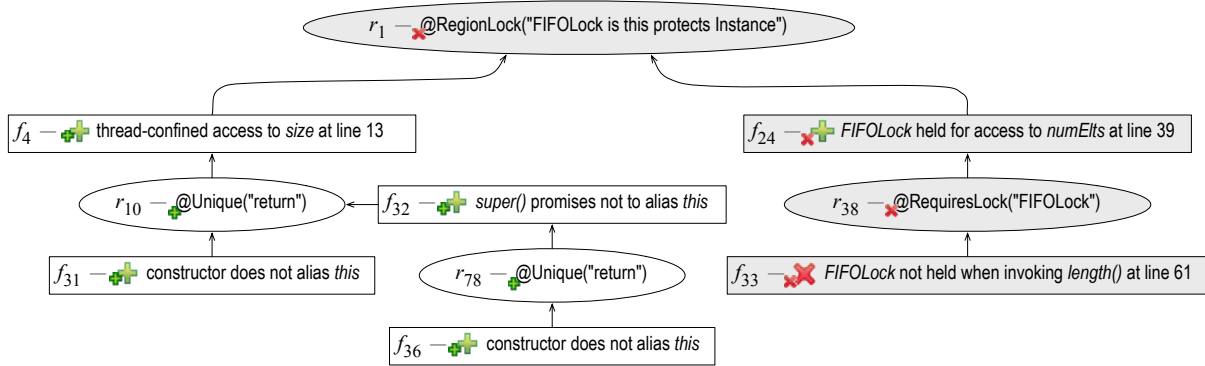 r1 — @RegionLock("FIFOLock is this protects Instance")
f4 — thread-confined access to size at line 13
f24 — FIFOLock held for access to numElts at line 39
r10 — @Unique("return")
f32 — super() promises not to alias this
r38 — @RequiresLock("FIFOLock")
f31 — constructor does not alias this
r78 — @Unique("return")
f33 — FIFOLock not held when invoking length() at line 61
f36 — constructor does not alias this